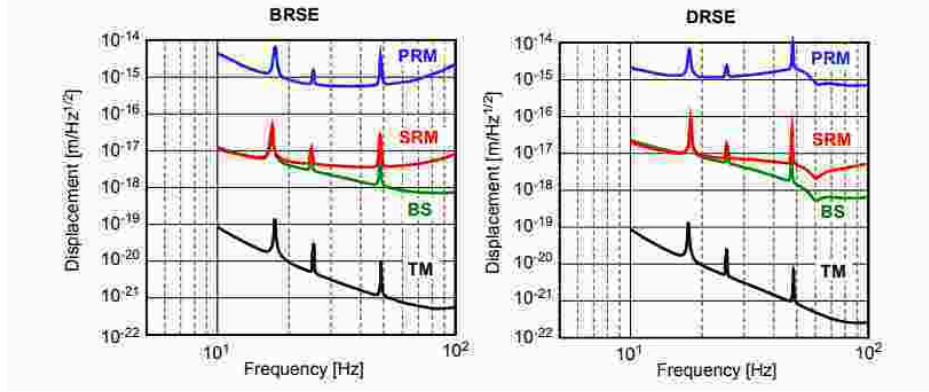 BRSE
10-14
10-15
10-16
10-17
10-18
10-19
10-20
10-21
10-22
Displacement [m/Hz1/2]
PRM
SRM
BS
TM
101
102
Frequency [Hz]
DRSE
10-14
10-15
10-16
10-17
10-18
10-19
10-20
10-21
10-22
Displacement [m/Hz1/2]
PRM
SRM
BS
TM
101
102
Frequency [Hz]